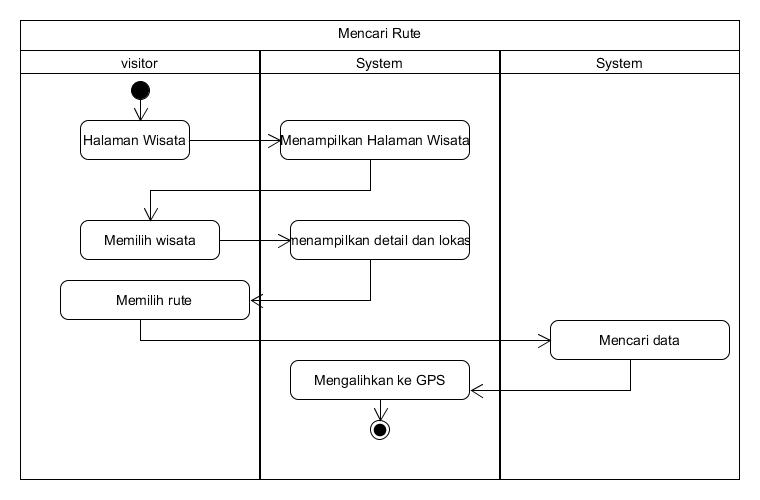 Mencari Rute
visitor
System
System
Halaman Wisata
Menampilkan Halaman Wisata
Memilih wisata
menampilkan detail dan lokas
Memilih rute
Mencari data
Mengalihkan ke GPS